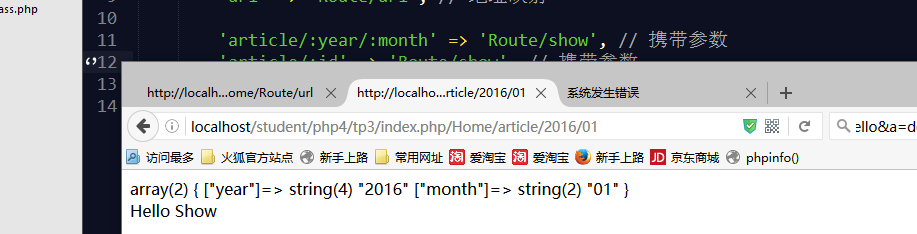 ass.php
10
11 'article/:year/:month' => 'Route/show', // 携带参数
12
13
14
http://localh...ome/Route/url × http://localho...rticle/2016/01 × 系统发生错误 × +
localhost/student/php4/tp3/index.php/Home/article/2016/01 ello&a=d
访问最多 火狐官方站点 新手上路 常用网址 淘 爱淘宝 淘 爱淘宝 新手上路 JD 京东商城 phpinfo()
array(2) { ["year"]=> string(4) "2016" ["month"]=> string(2) "01" }
Hello Show